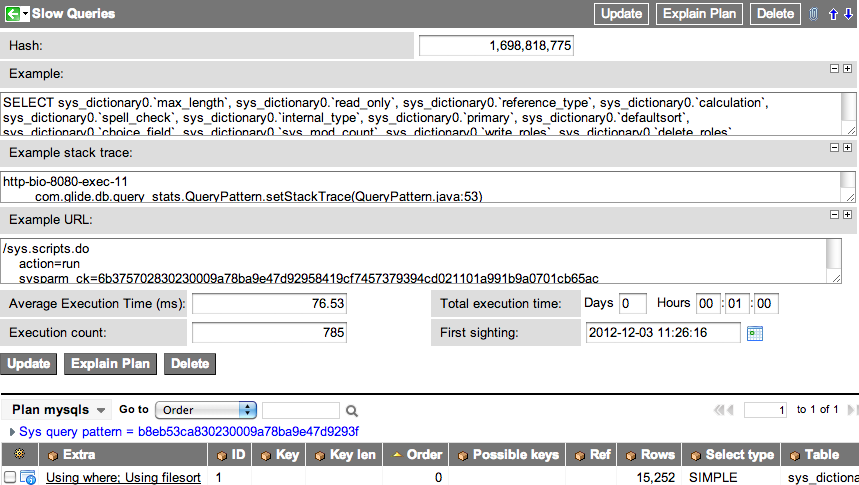 Slow Queries Update Explain Plan Delete
Hash: 1,698,818,775
Example:
SELECT sys_dictionary0.`max_length`, sys_dictionary0.`read_only`, sys_dictionary0.`reference_type`, sys_dictionary0.`calculation`,
sys_dictionary0.`spell_check`, sys_dictionary0.`internal_type`, sys_dictionary0.`primary`, sys_dictionary0.`defaultsort`,
sys_dictionary0.`choice_field`, sys_dictionary0.`sys_mod_count`, sys_dictionary0.`write_roles`, sys_dictionary0.`delete_roles`
Example stack trace:
http-bio-8080-exec-11
com.glide.db.query_stats.QueryPattern.setStackTrace(QueryPattern.java:53)
Example URL:
/sys.scripts.do
action=run
sysparm_ck=6b375702830230009a78ba9e47d92958419cf7457379394cd021101a991b9a0701cb65ac
Average Execution Time (ms): 76.53 Total execution time: Days 0 Hours 00 : 01 : 00
Execution count: 785 First sighting: 2012-12-03 11:26:16
Update Explain Plan Delete
Plan mysqls Go to Order 1 to 1 of 1
Sys query pattern = b8eb53ca830230009a78ba9e47d9293f
Extra ID Key Key len Order Possible keys Ref Rows Select type Table
Using where; Using filesort 1 0 15,252 SIMPLE sys_dictiona